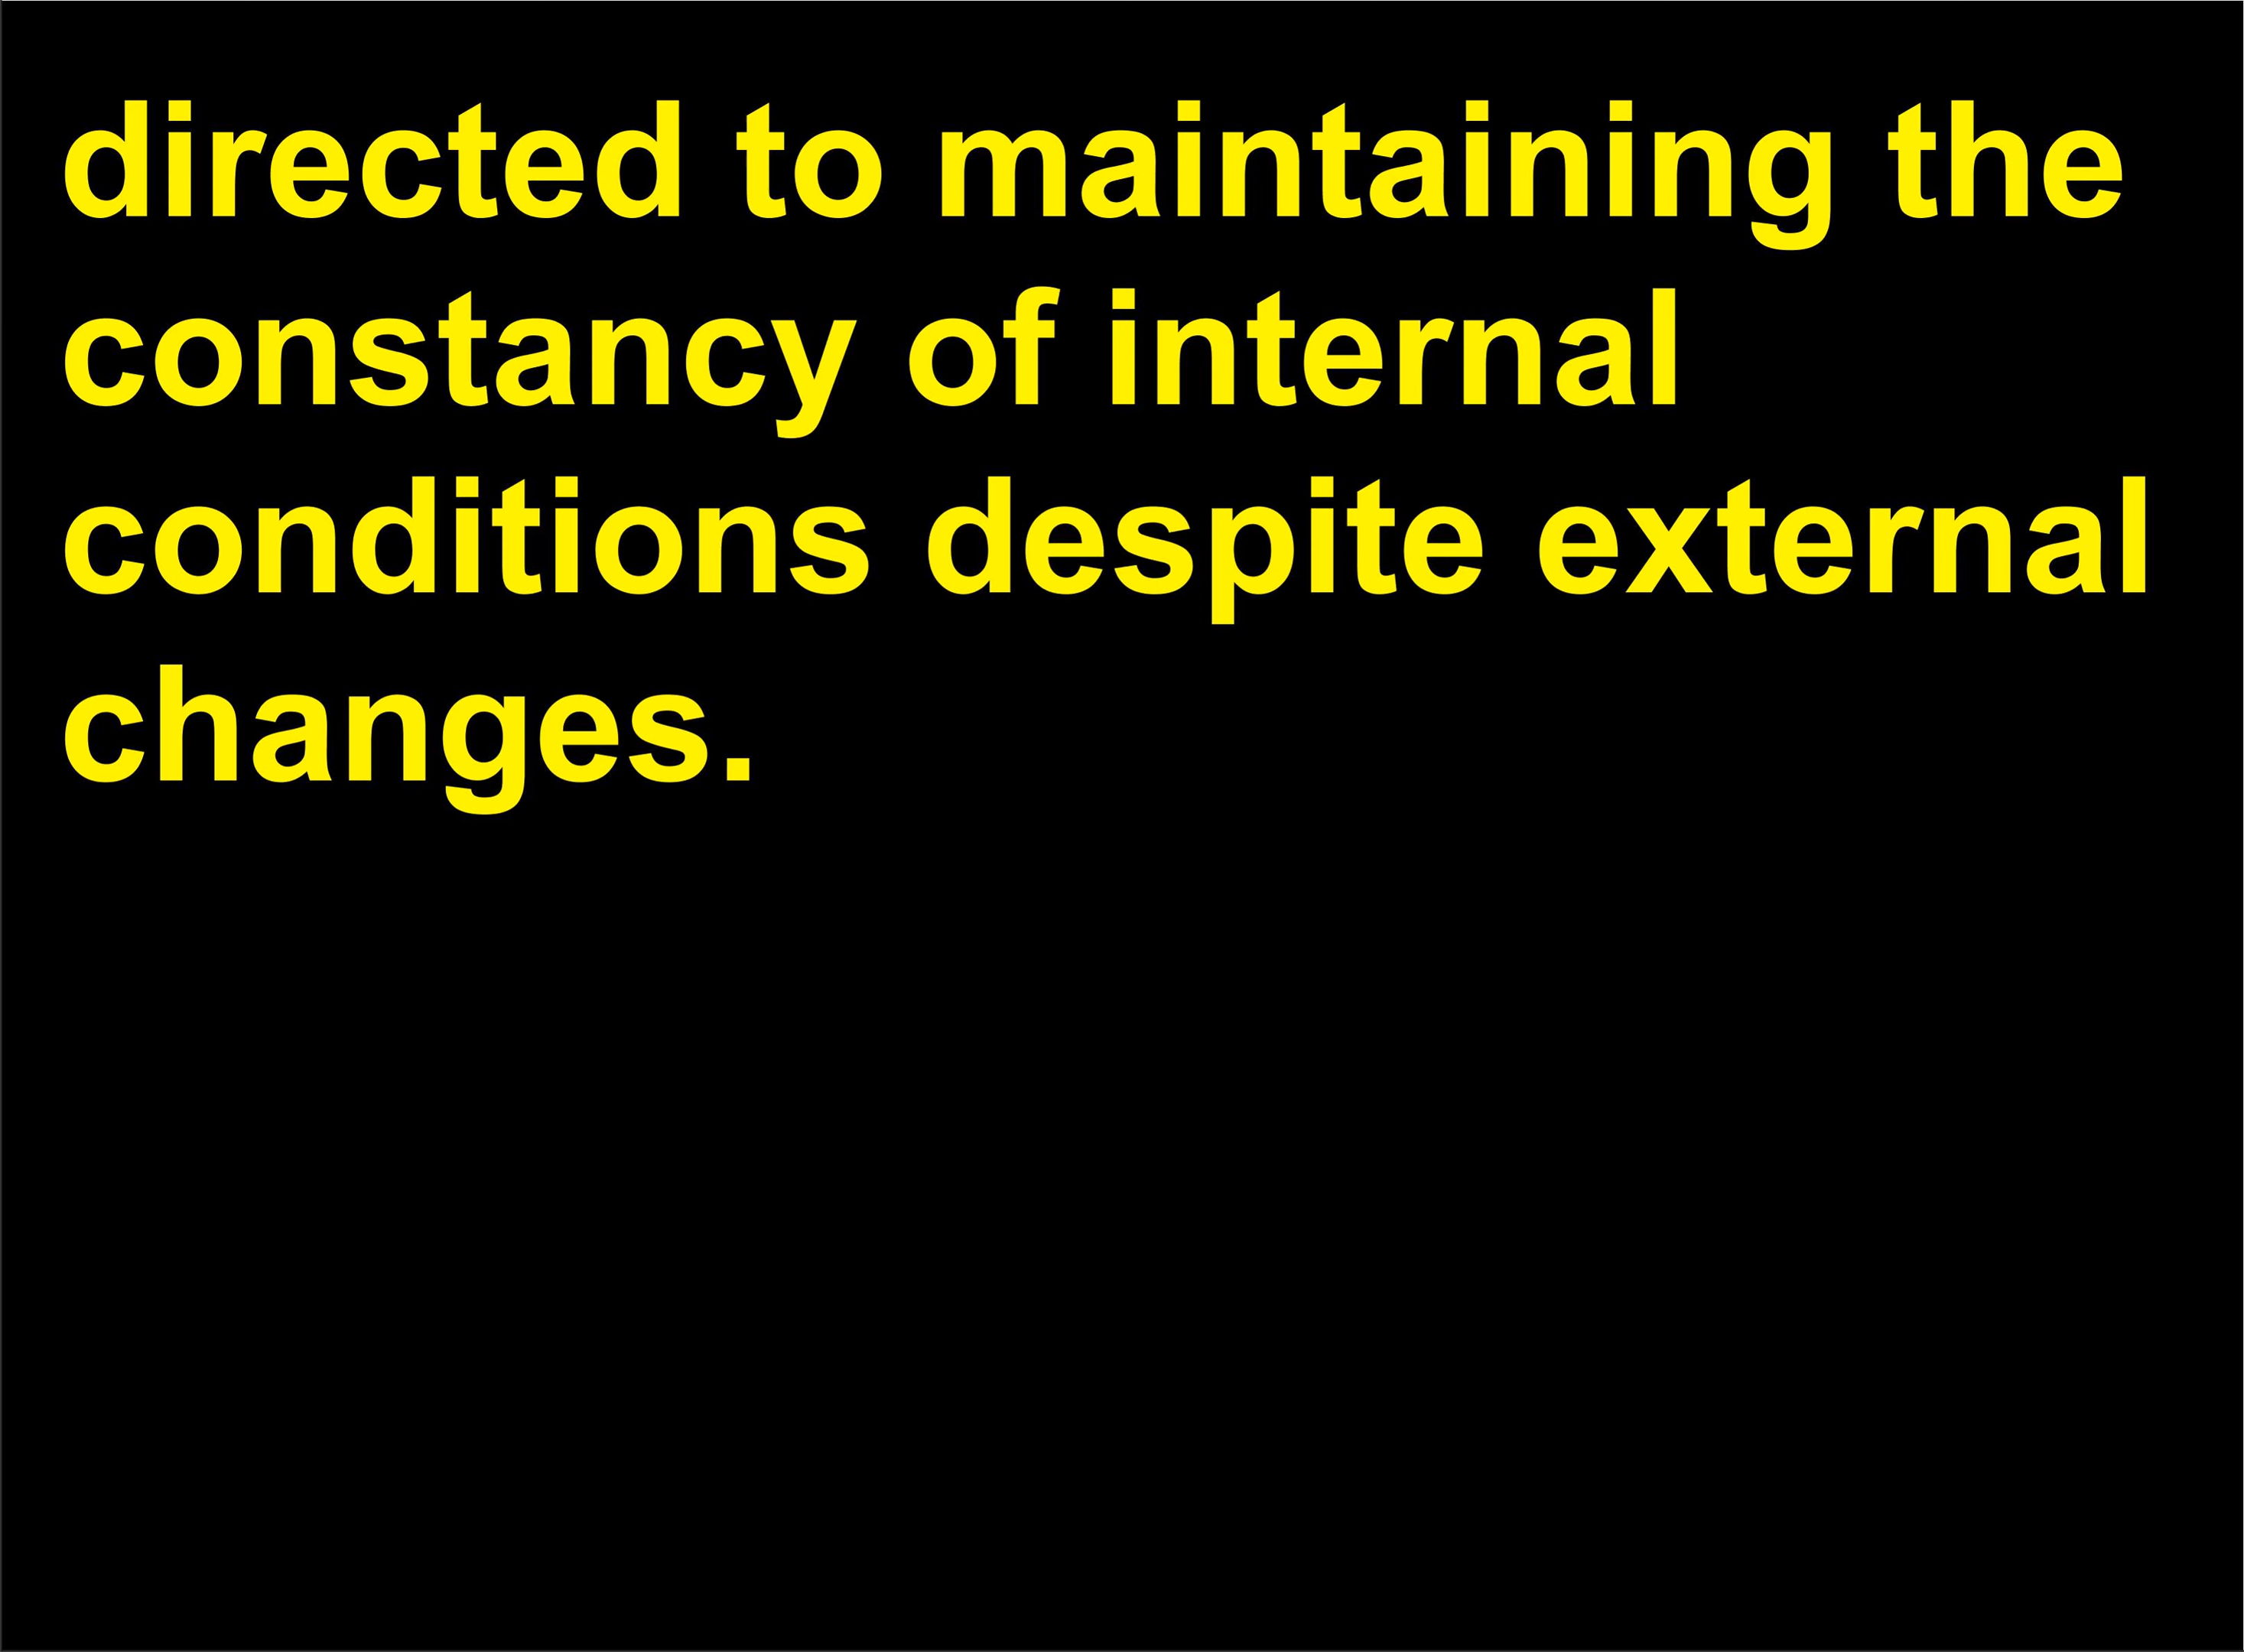 directed to maintaining the
constancy of internal
conditions despite external
changes.